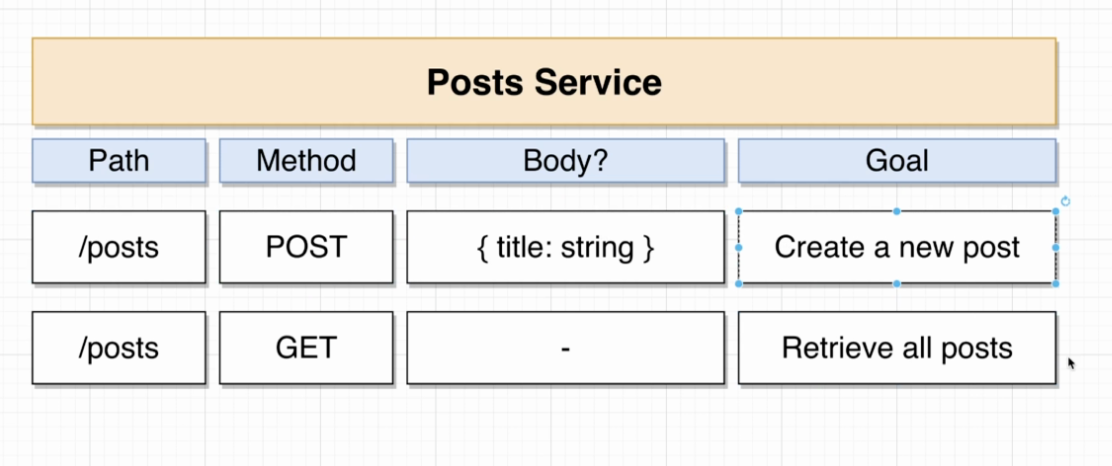 Posts Service
Path Method Body? Goal
/posts POST { title: string } Create a new post
/posts GET - Retrieve all posts